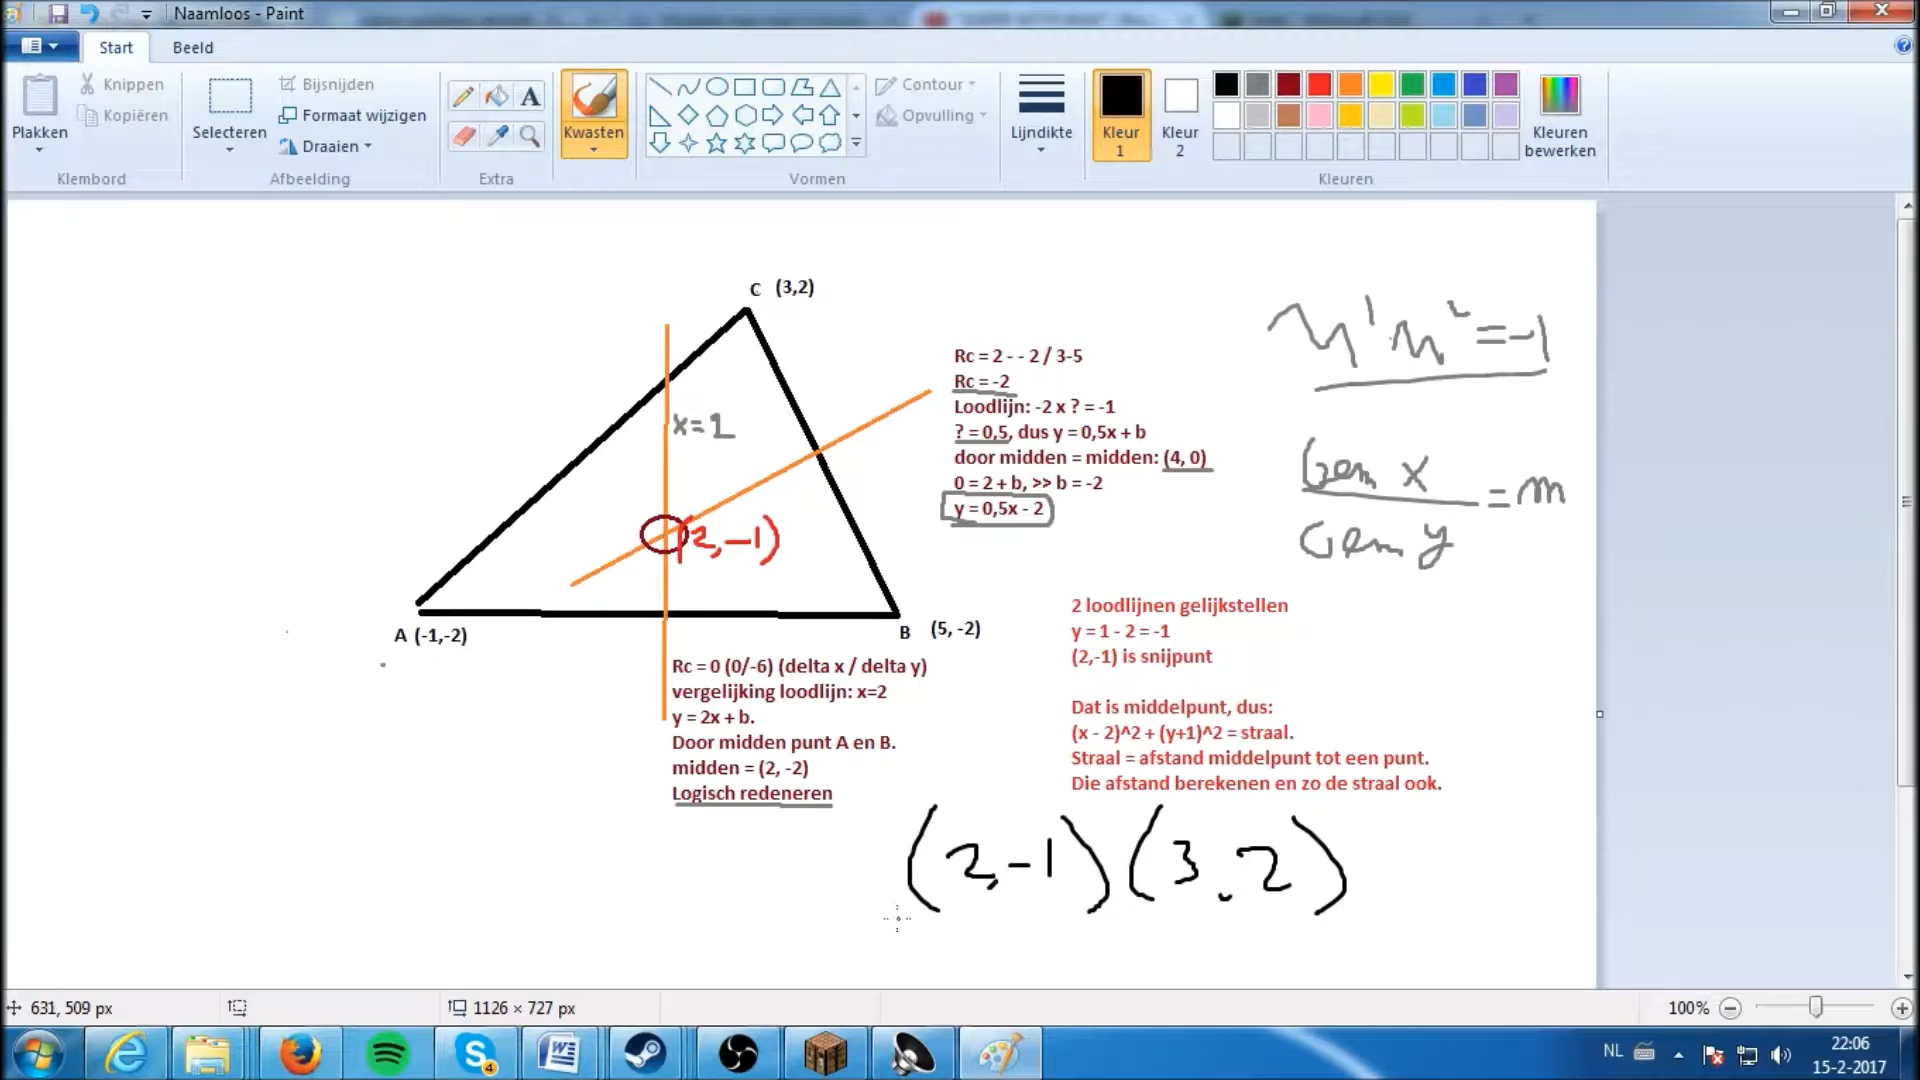 Naamloos - Paint
Start Beeld
Plakken
Knippen
Kopiëren
Klembord
Selecteren
Bijsnijden
Formaat wijzigen
Draaien
Afbeelding
A
Extra
Kwasten
Vormen
Contour
Opvulling
Lijndikte
Kleur 1
Kleur 2
Kleuren bewerken
Kleuren
C (3,2)
x=2
(2,-1)
A (-1,-2)
B (5, -2)
Rc = 2 - - 2 / 3-5
Rc = -2
Loodlijn: -2 x ? = -1
? = 0,5, dus y = 0,5x + b
door midden = midden: (4, 0)
0 = 2 + b, >> b = -2
y = 0,5x - 2
m¹ m² = -1
Gem x
= m
Gem y
Rc = 0 (0/-6) (delta x / delta y)
vergelijking loodlijn: x=2
y = 2x + b.
Door midden punt A en B.
midden = (2, -2)
Logisch redeneren
2 loodlijnen gelijkstellen
y = 1 - 2 = -1
(2,-1) is snijpunt
Dat is middelpunt, dus:
(x - 2)^2 + (y+1)^2 = straal.
Straal = afstand middelpunt tot een punt.
Die afstand berekenen en zo de straal ook.
(2,-1) (3.2)
631, 509 px
1126 × 727 px
100%
S 4
W
NL
22:06
15-2-2017